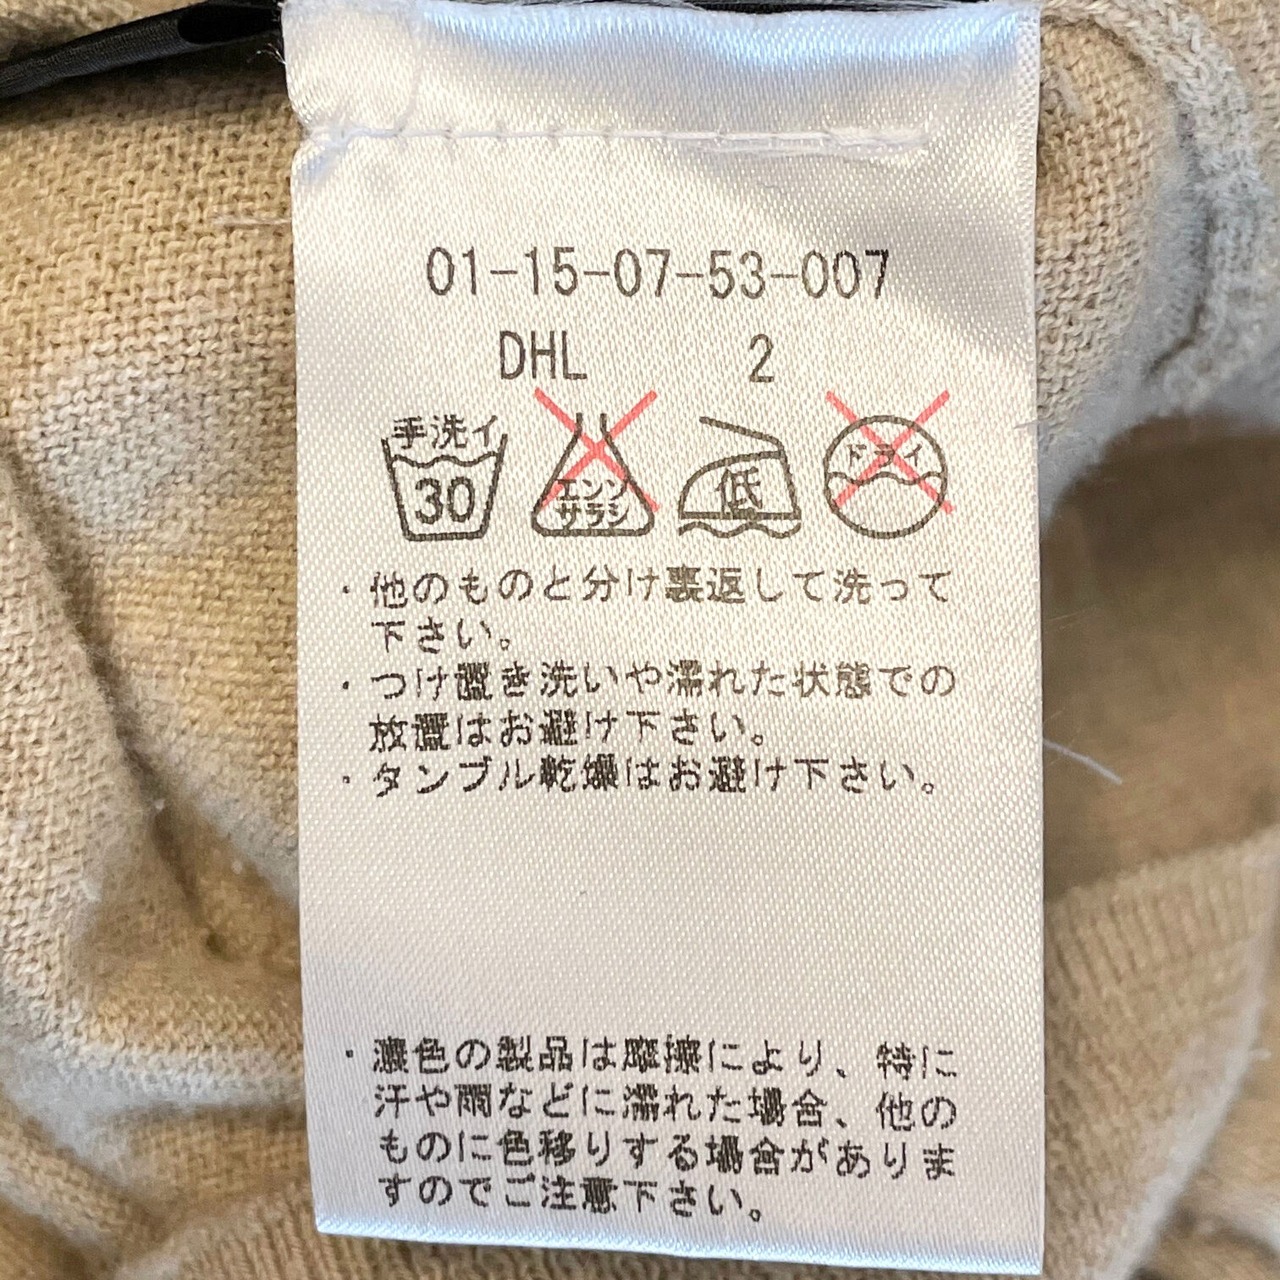 01-15-07-53-007
DHL 2
手洗イ
30
エンソ
サラシ
低
ドライ
・他のものと分け裏返して洗って
下さい。
・つけ置き洗いや濡れた状態での
放置はお避け下さい。
・タンブル乾燥はお避け下さい。
・濃色の製品は摩擦により、特に
汗や雨などに濡れた場合、他の
ものに色移りする場合がありま
すのでご注意下さい。